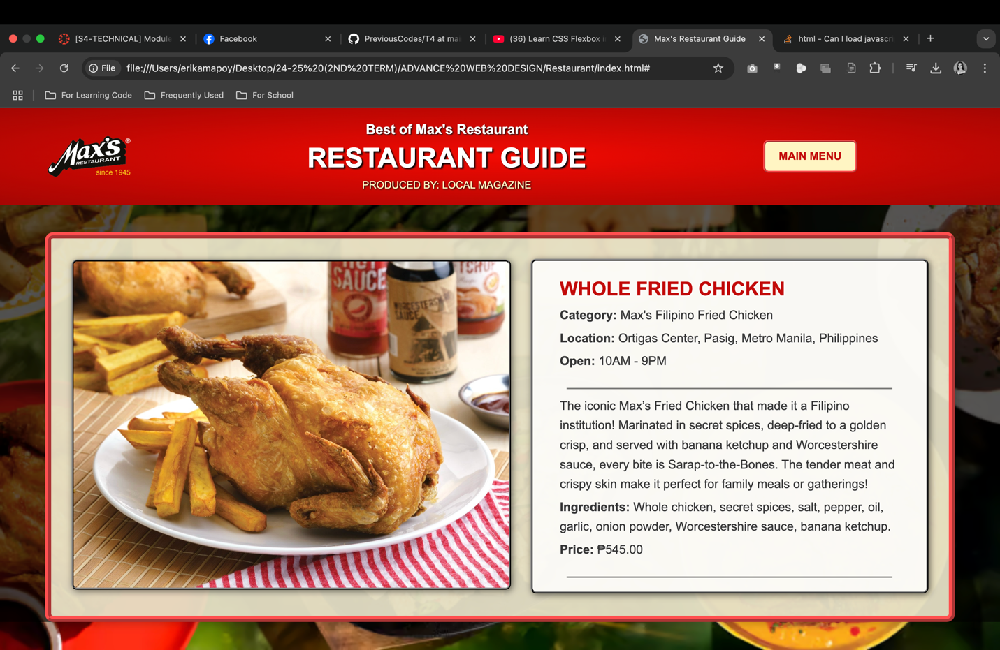 [S4-TECHNICAL] Module
Facebook
PreviousCodes/T4 at mai
(36) Learn CSS Flexbox i
Max's Restaurant Guide
html - Can I load javascri
File
file:///Users/erikamapoy/Desktop/24-25%20(2ND%20TERM)/ADVANCE%20WEB%20DESIGN/Restaurant/index.html#
For Learning Code
Frequently Used
For School
Max's
RESTAURANT
®
since 1945
Best of Max's Restaurant
RESTAURANT GUIDE
PRODUCED BY: LOCAL MAGAZINE
MAIN MENU
HOT
SAUCE
WORCESTERSHIRE
SAUCE
KETCHUP
WHOLE FRIED CHICKEN
Category: Max's Filipino Fried Chicken
Location: Ortigas Center, Pasig, Metro Manila, Philippines
Open: 10AM - 9PM
The iconic Max’s Fried Chicken that made it a Filipino
institution! Marinated in secret spices, deep-fried to a golden
crisp, and served with banana ketchup and Worcestershire
sauce, every bite is Sarap-to-the-Bones. The tender meat and
crispy skin make it perfect for family meals or gatherings!
Ingredients: Whole chicken, secret spices, salt, pepper, oil,
garlic, onion powder, Worcestershire sauce, banana ketchup.
Price: ₱545.00